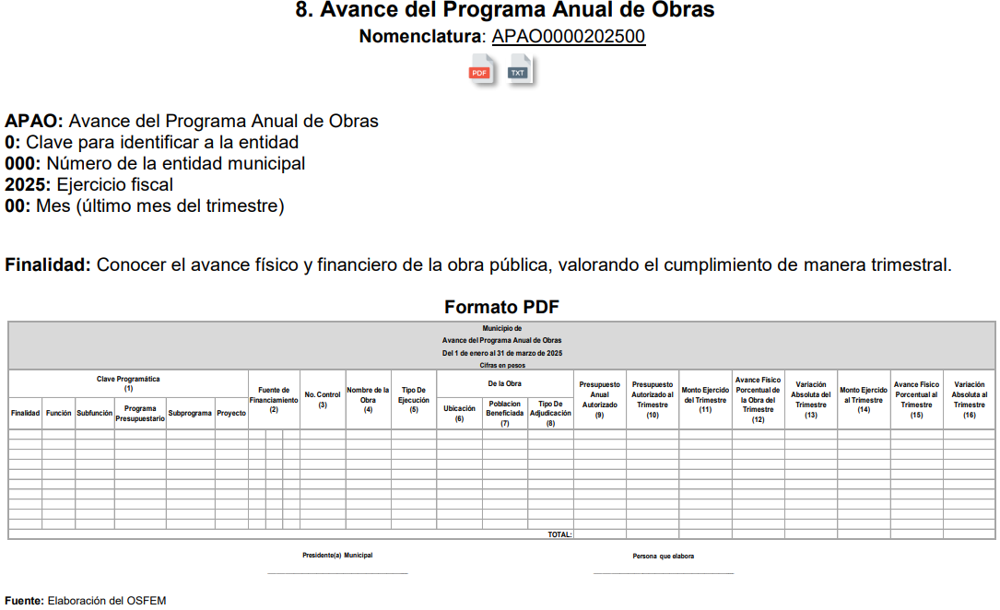 8. Avance del Programa Anual de Obras
Nomenclatura: APAO0000202500
PDF TXT
APAO: Avance del Programa Anual de Obras
0: Clave para identificar a la entidad
000: Número de la entidad municipal
2025: Ejercicio fiscal
00: Mes (último mes del trimestre)
Finalidad: Conocer el avance físico y financiero de la obra pública, valorando el cumplimiento de manera trimestral.
Formato PDF
Municipio de
Avance del Programa Anual de Obras
Del 1 de enero al 31 de marzo de 2025
Cifras en pesos
Clave Programática
(1)
Finalidad
Función
Subfunción
Programa
Presupuestario
Subprograma
Proyecto
Fuente de
Financiamiento
(2)
No. Control
(3)
Nombre de la
Obra
(4)
Tipo De
Ejecución
(5)
De la Obra
Ubicación
(6)
Poblacion
Beneficiada
(7)
Tipo De
Adjudicación
(8)
Presupuesto
Anual
Autorizado
(9)
Presupuesto
Autorizado al
Trimestre
(10)
Monto Ejercido
del Trimestre
(11)
Avance Físico
Porcentual de
la Obra del
Trimestre
(12)
Variación
Absoluta del
Trimestre
(13)
Monto Ejercido
al Trimestre
(14)
Avance Físico
Porcentual al
Trimestre
(15)
Variación
Absoluta al
Trimestre
(16)
TOTAL:
Presidente(a) Municipal
Persona que elabora
Fuente: Elaboración del OSFEM